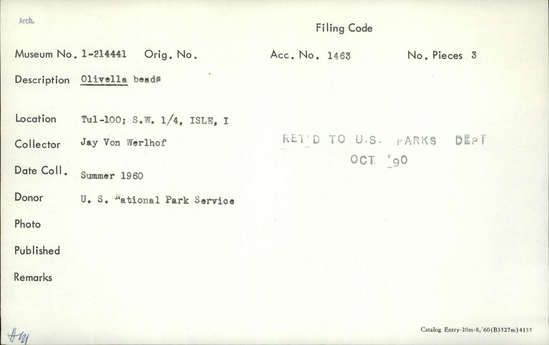 Arch.
Filing Code
Museum No. 1-214441 Orig. No. Acc. No. 1463 No. Pieces 3
Description Olivella beads
Location Tul-100; S.W. 1/4, ISLE, I
Collector Jay Von Werlhof
RET'D TO U.S. PARKS DEPT
OCT '90
Date Coll. Summer 1960
Donor U. S. National Park Service
Photo
Published
Remarks
Catalog Entry-20m-8,'60(B3527m)4131